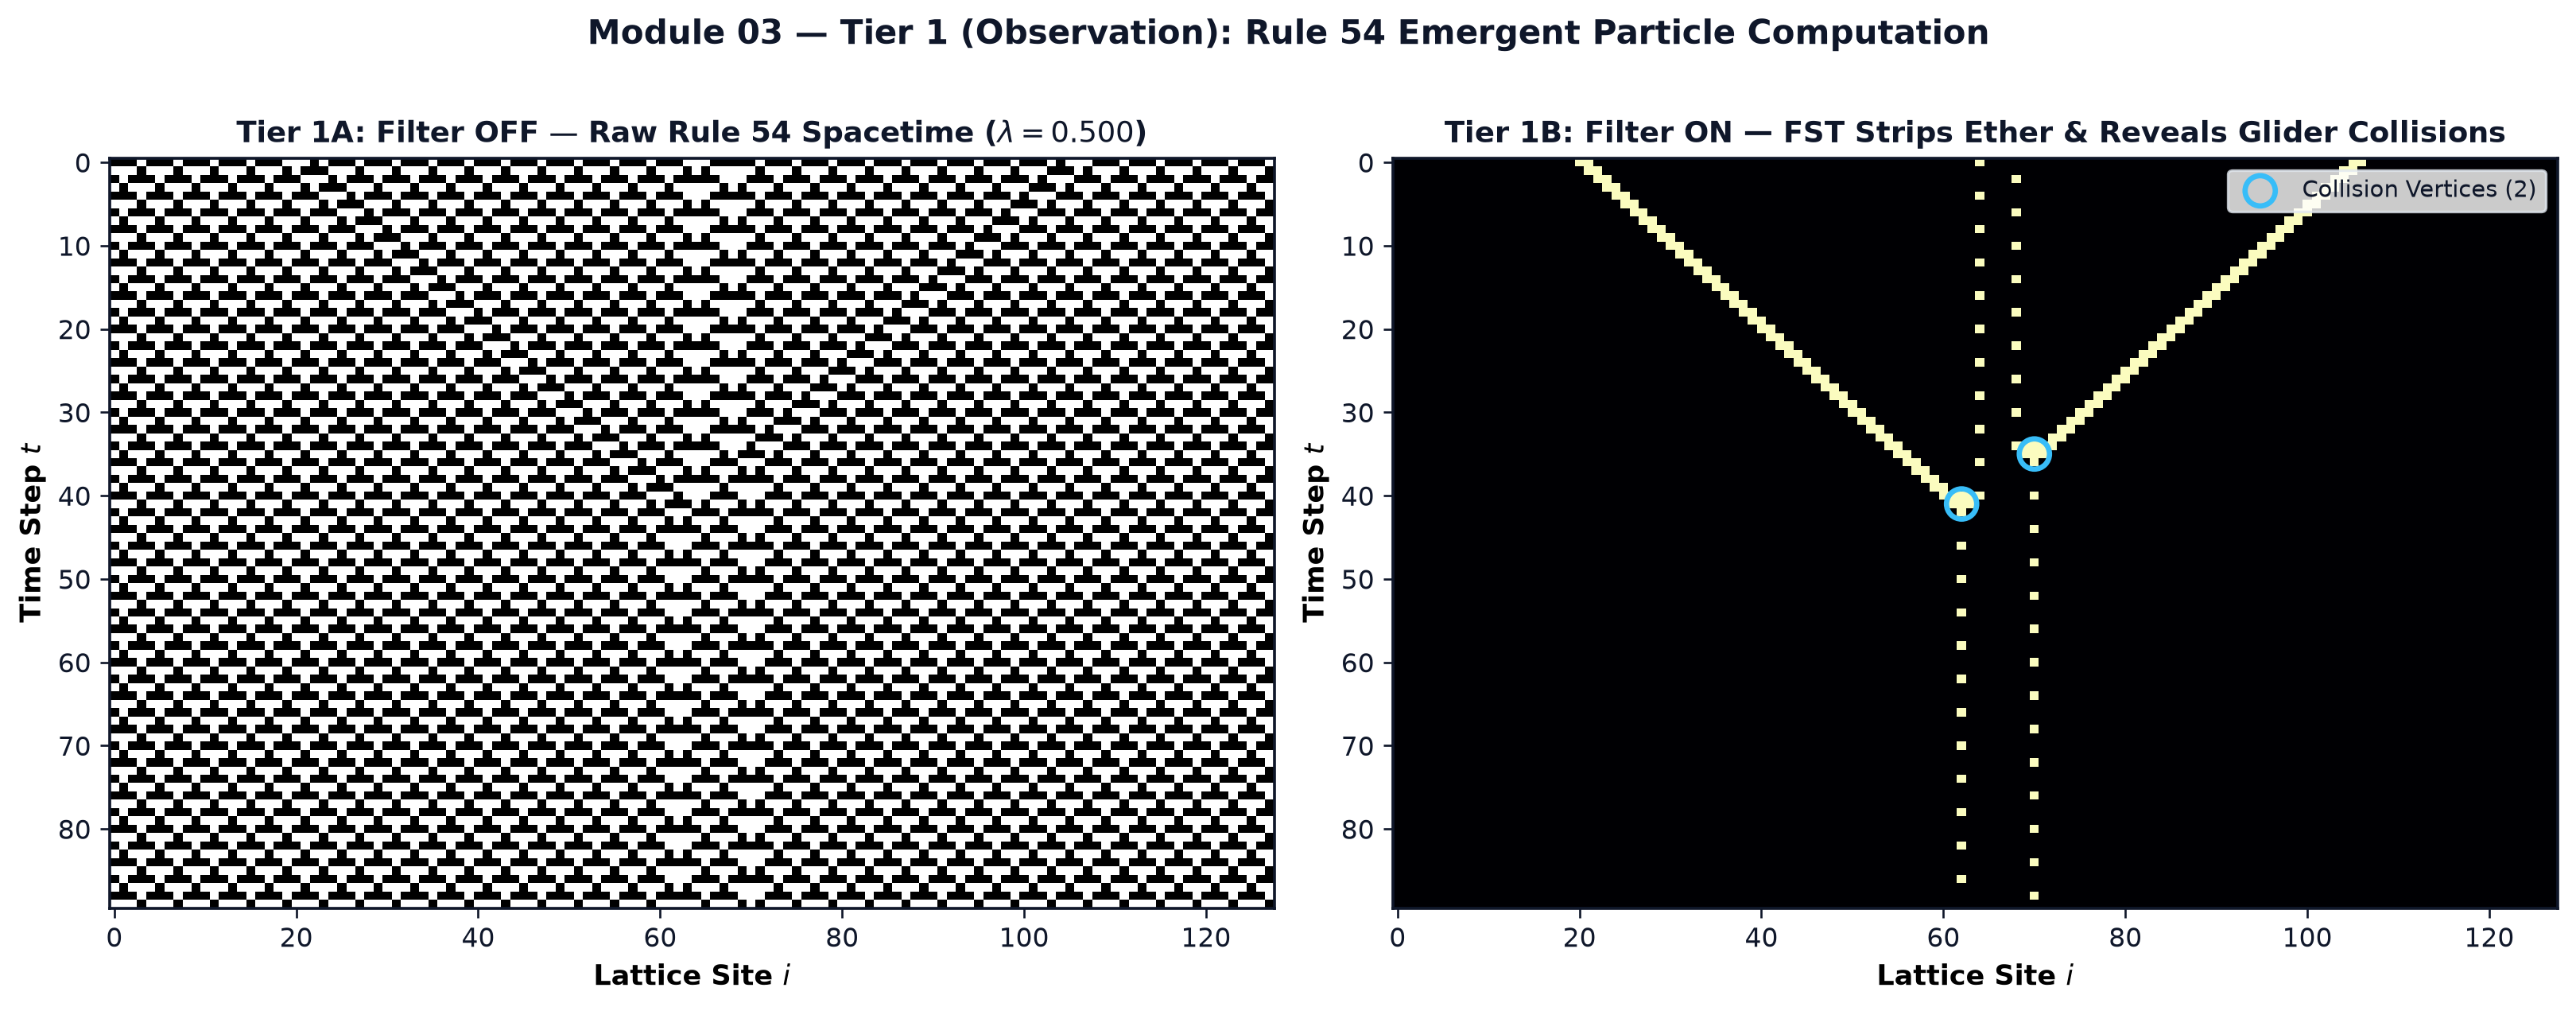 Module 03 — Tier 1 (Observation): Rule 54 Emergent Particle Computation
Tier 1A: Filter OFF — Raw Rule 54 Spacetime (λ = 0.500)
0
10
20
30
40
50
60
70
80
Time Step t
0 20 40 60 80 100 120
Lattice Site i
Tier 1B: Filter ON — FST Strips Ether & Reveals Glider Collisions
Collision Vertices (2)
0
10
20
30
40
50
60
70
80
Time Step t
0 20 40 60 80 100 120
Lattice Site i